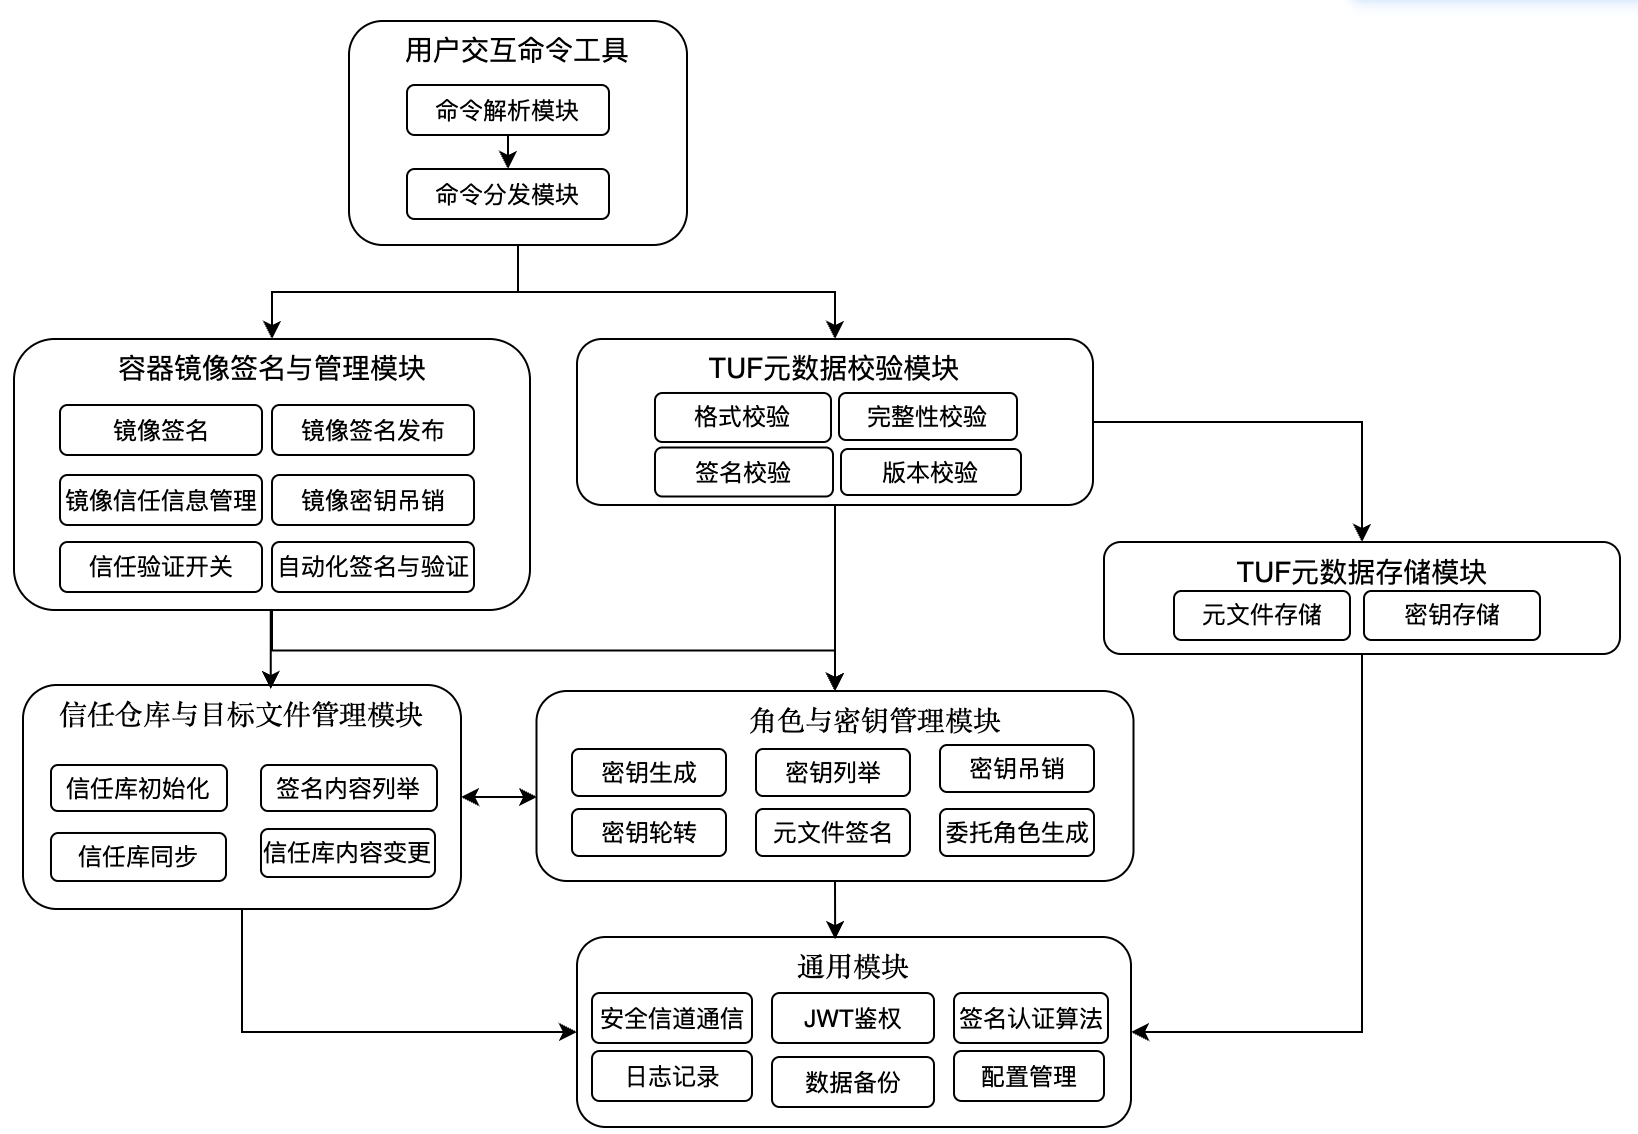 用户交互命令工具
命令解析模块
命令分发模块
容器镜像签名与管理模块
镜像签名
镜像签名发布
镜像信任信息管理
镜像密钥吊销
信任验证开关
自动化签名与验证
TUF元数据校验模块
格式校验
完整性校验
签名校验
版本校验
TUF元数据存储模块
元文件存储
密钥存储
信任仓库与目标文件管理模块
信任库初始化
签名内容列举
信任库同步
信任库内容变更
角色与密钥管理模块
密钥生成
密钥列举
密钥吊销
密钥轮转
元文件签名
委托角色生成
通用模块
安全信道通信
JWT鉴权
签名认证算法
日志记录
数据备份
配置管理